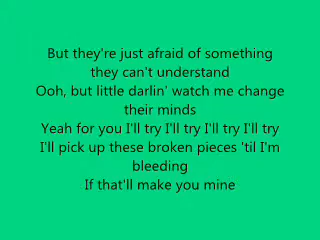 But they're just afraid of something
they can't understand
Ooh, but little darlin' watch me change
their minds
Yeah for you I'll try I'll try I'll try I'll try
I'll pick up these broken pieces 'til I'm
bleeding
If that'll make you mine